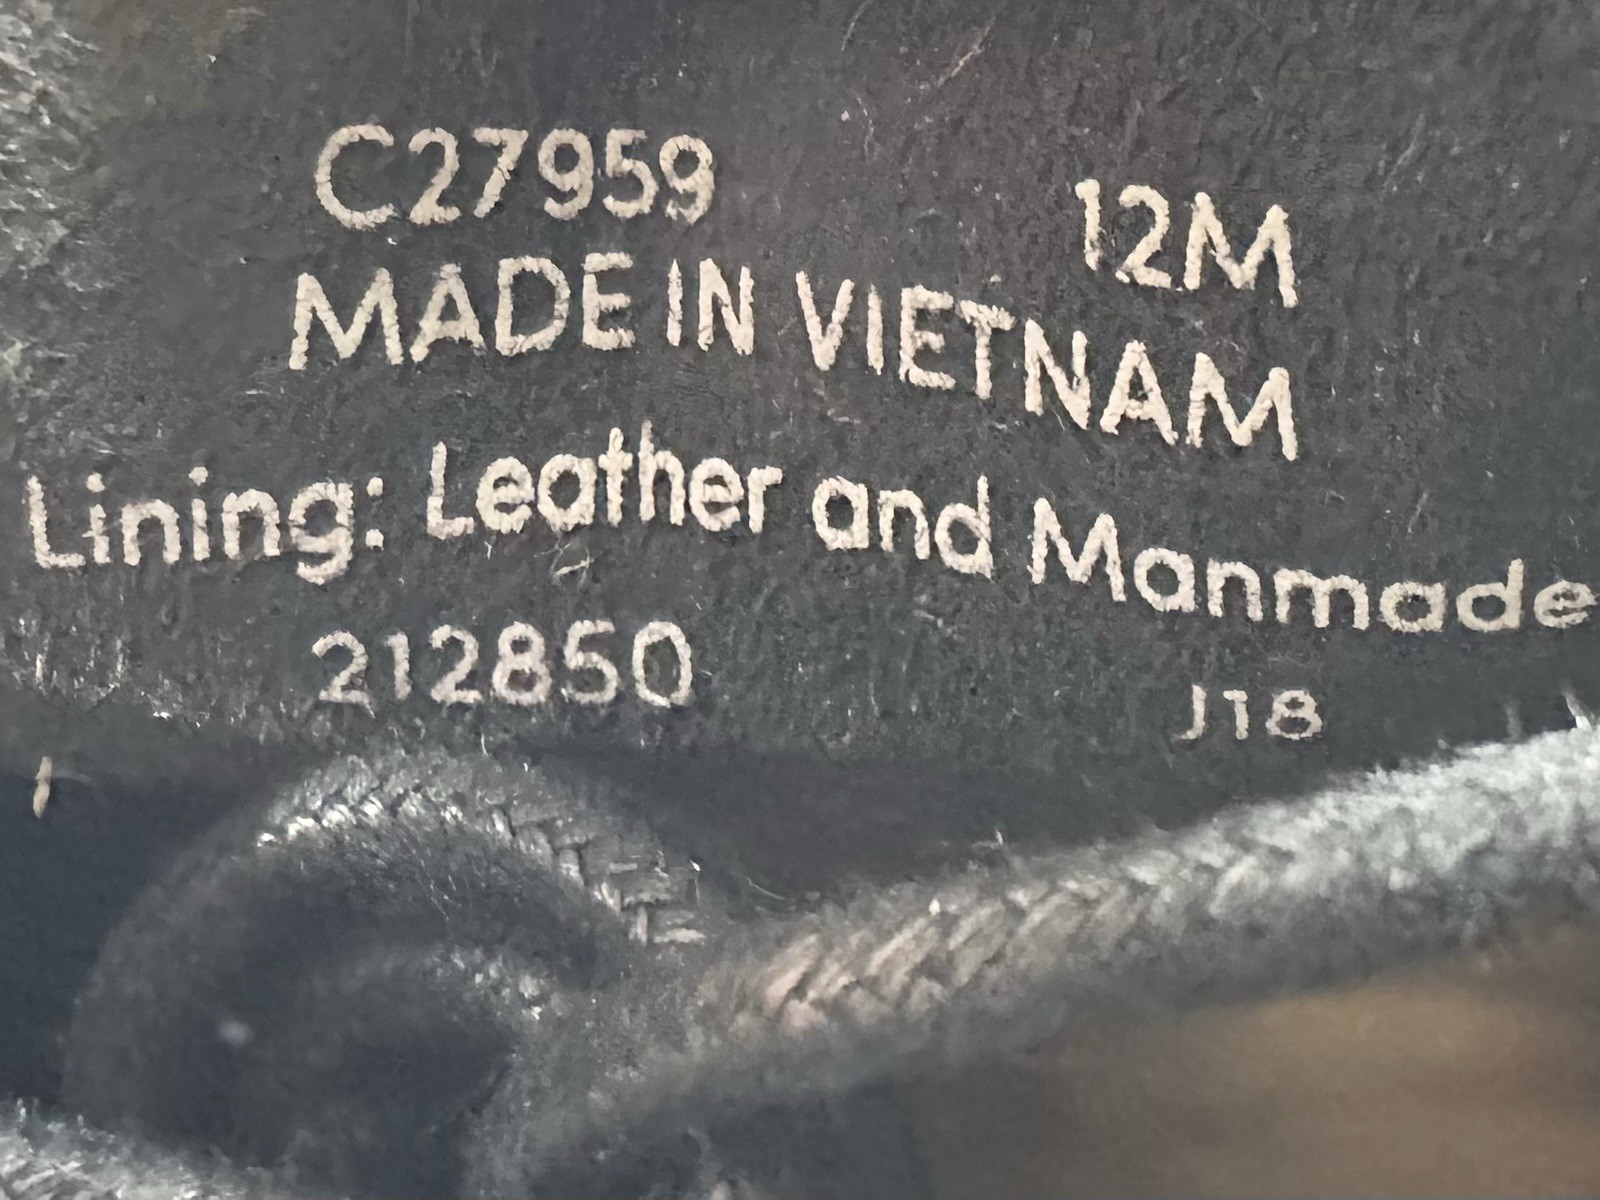 C27959 12M
MADE IN VIETNAM
Lining: Leather and Manmade
212850 J18